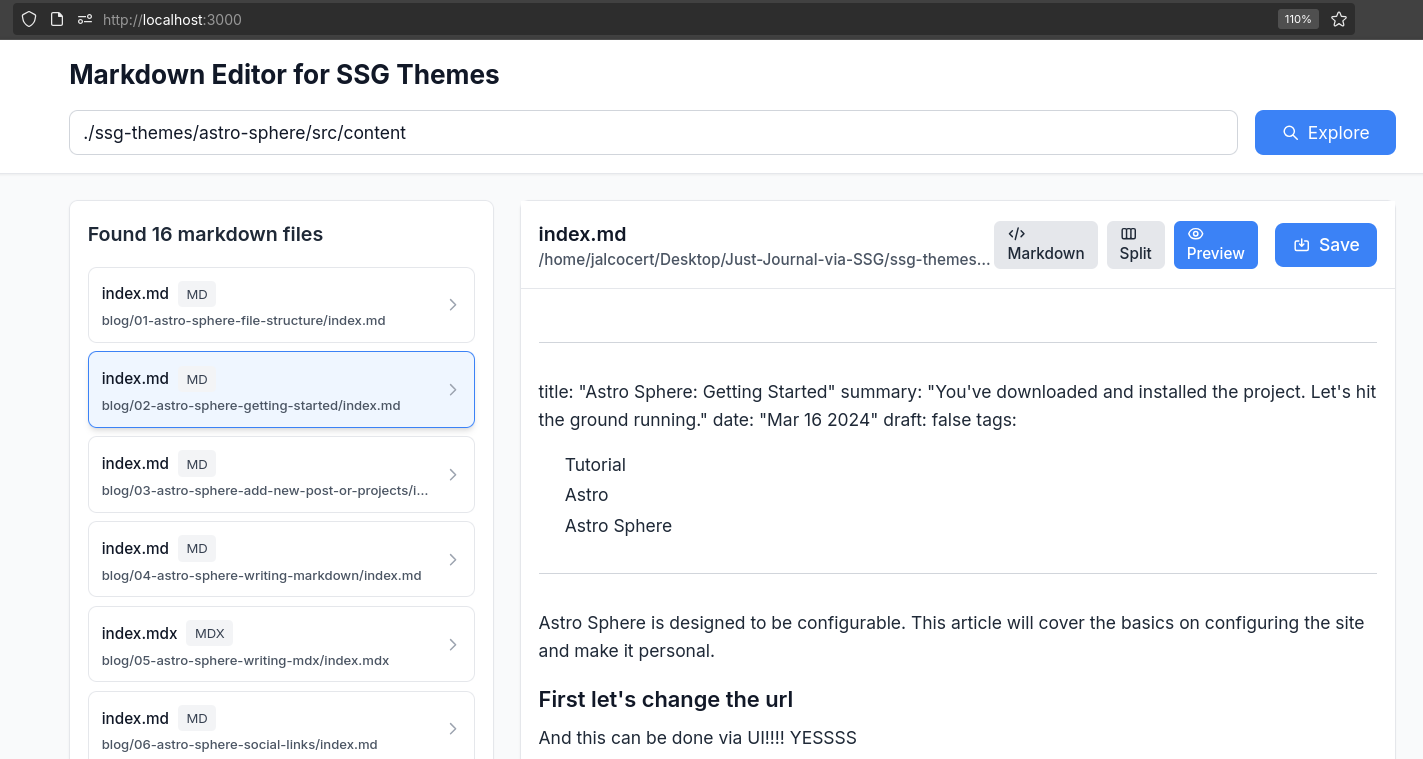 http://localhost:3000
110%
Markdown Editor for SSG Themes
./ssg-themes/astro-sphere/src/content
Explore
Found 16 markdown files
index.md MD
blog/01-astro-sphere-file-structure/index.md
index.md MD
blog/02-astro-sphere-getting-started/index.md
index.md MD
blog/03-astro-sphere-add-new-post-or-projects/i...
index.md MD
blog/04-astro-sphere-writing-markdown/index.md
index.mdx MDX
blog/05-astro-sphere-writing-mdx/index.mdx
index.md MD
blog/06-astro-sphere-social-links/index.md
index.md
/home/jalcocert/Desktop/Just-Journal-via-SSG/ssg-themes...
</> Markdown
Split
Preview
Save
title: "Astro Sphere: Getting Started" summary: "You've downloaded and installed the project. Let's hit
the ground running." date: "Mar 16 2024" draft: false tags:
Tutorial
Astro
Astro Sphere
Astro Sphere is designed to be configurable. This article will cover the basics on configuring the site
and make it personal.
First let's change the url
And this can be done via UI!!!! YESSSS